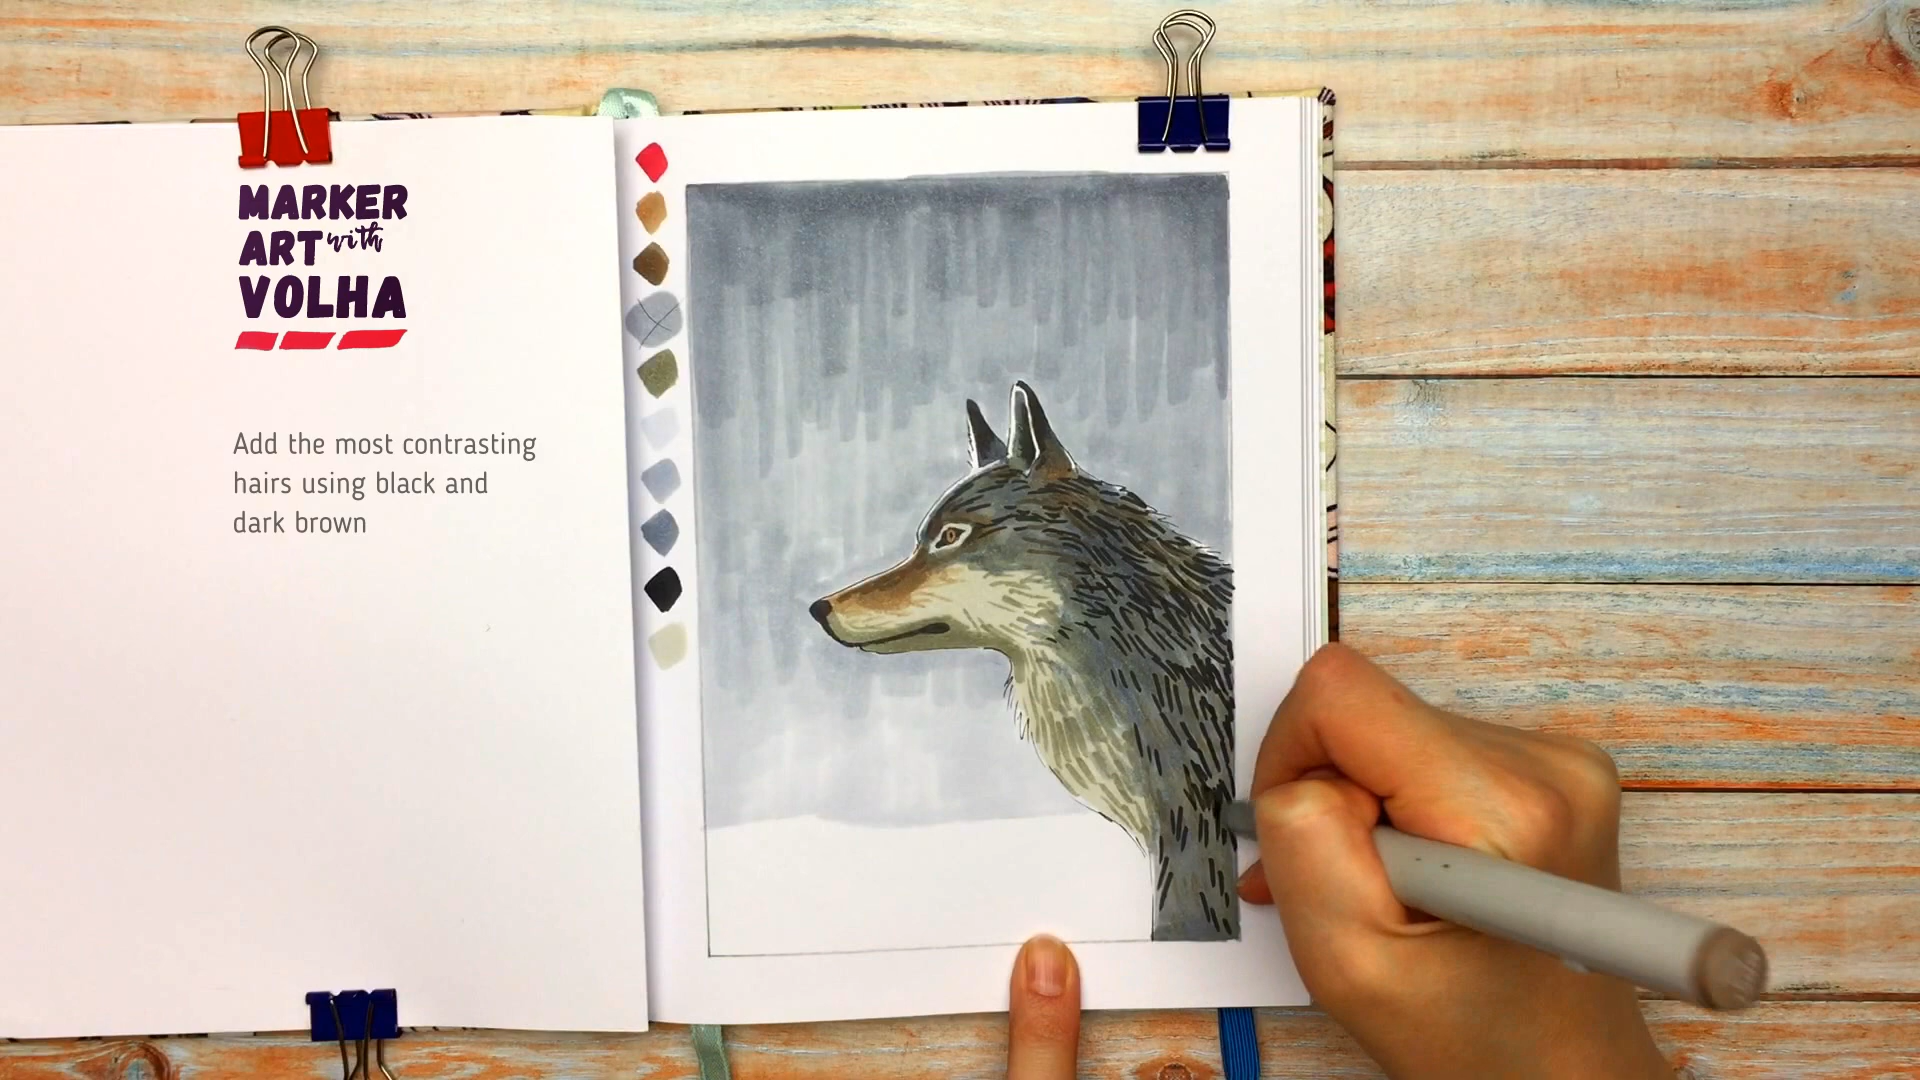 MARKER
ART with
VOLHA
Add the most contrasting
hairs using black and
dark brown